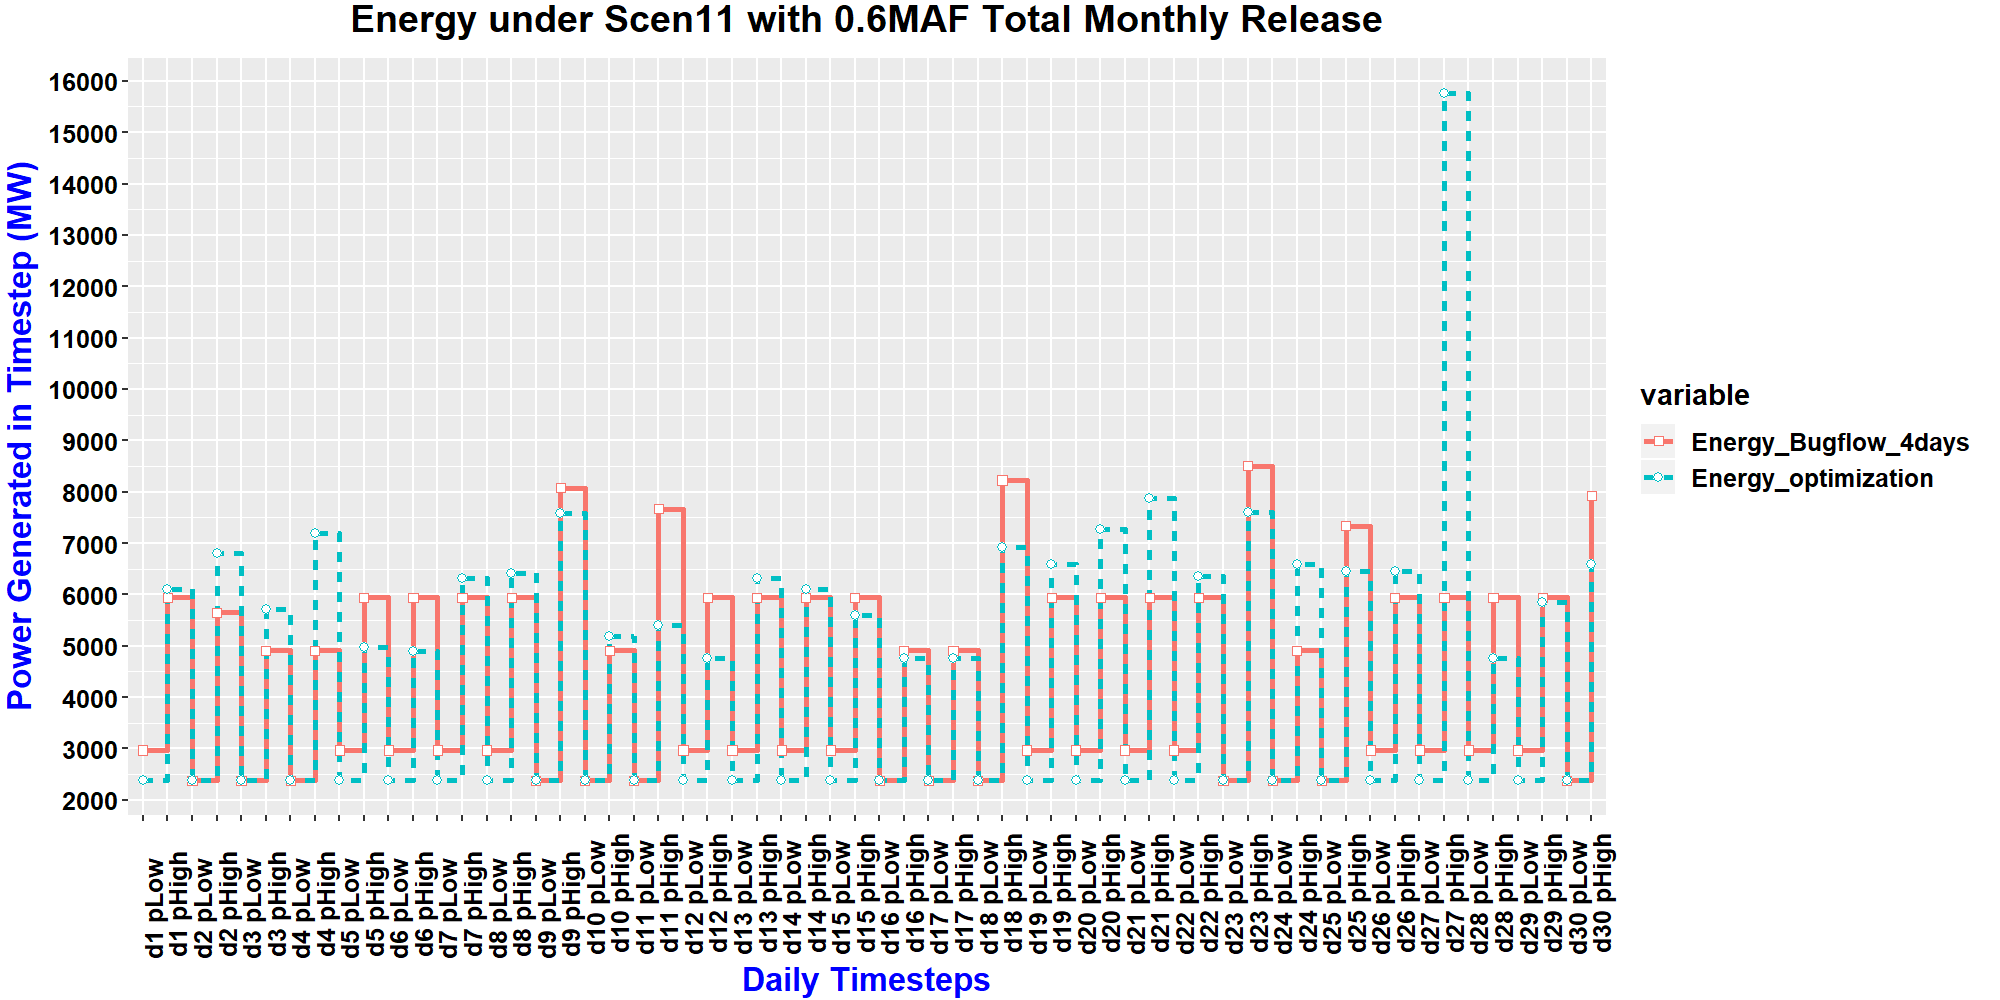 Energy under Scen11 with 0.6MAF Total Monthly Release
Power Generated in Timestep (MW)
16000
15000
14000
13000
12000
11000
10000
9000
8000
7000
6000
5000
4000
3000
2000
d1 pLow
d1 pHigh
d2 pLow
d2 pHigh
d3 pLow
d3 pHigh
d4 pLow
d4 pHigh
d5 pLow
d5 pHigh
d6 pLow
d6 pHigh
d7 pLow
d7 pHigh
d8 pLow
d8 pHigh
d9 pLow
d9 pHigh
d10 pLow
d10 pHigh
d11 pLow
d11 pHigh
d12 pLow
d12 pHigh
d13 pLow
d13 pHigh
d14 pLow
d14 pHigh
d15 pLow
d15 pHigh
d16 pLow
d16 pHigh
d17 pLow
d17 pHigh
d18 pLow
d18 pHigh
d19 pLow
d19 pHigh
d20 pLow
d20 pHigh
d21 pLow
d21 pHigh
d22 pLow
d22 pHigh
d23 pLow
d23 pHigh
d24 pLow
d24 pHigh
d25 pLow
d25 pHigh
d26 pLow
d26 pHigh
d27 pLow
d27 pHigh
d28 pLow
d28 pHigh
d29 pLow
d29 pHigh
d30 pLow
d30 pHigh
Daily Timesteps
variable
Energy_Bugflow_4days
Energy_optimization